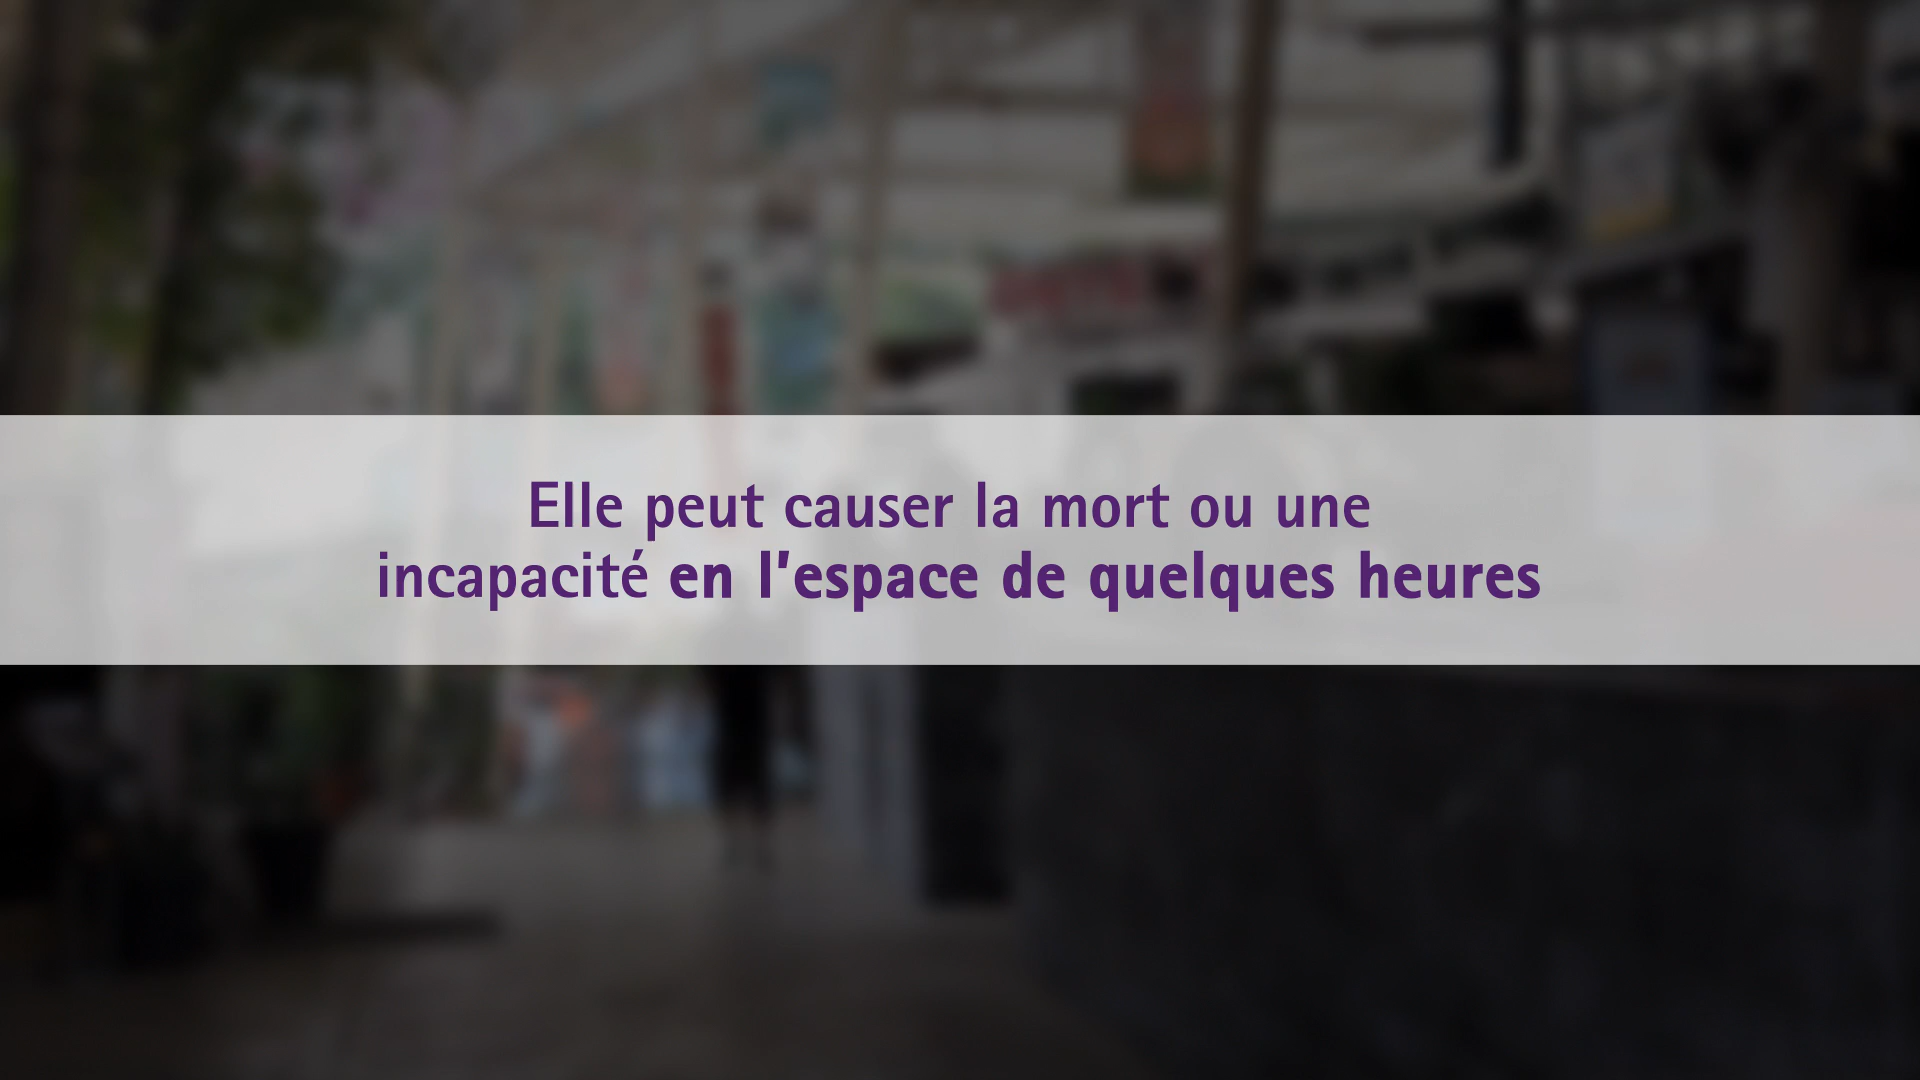 Elle peut causer la mort ou une
incapacité en l'espace de quelques heures